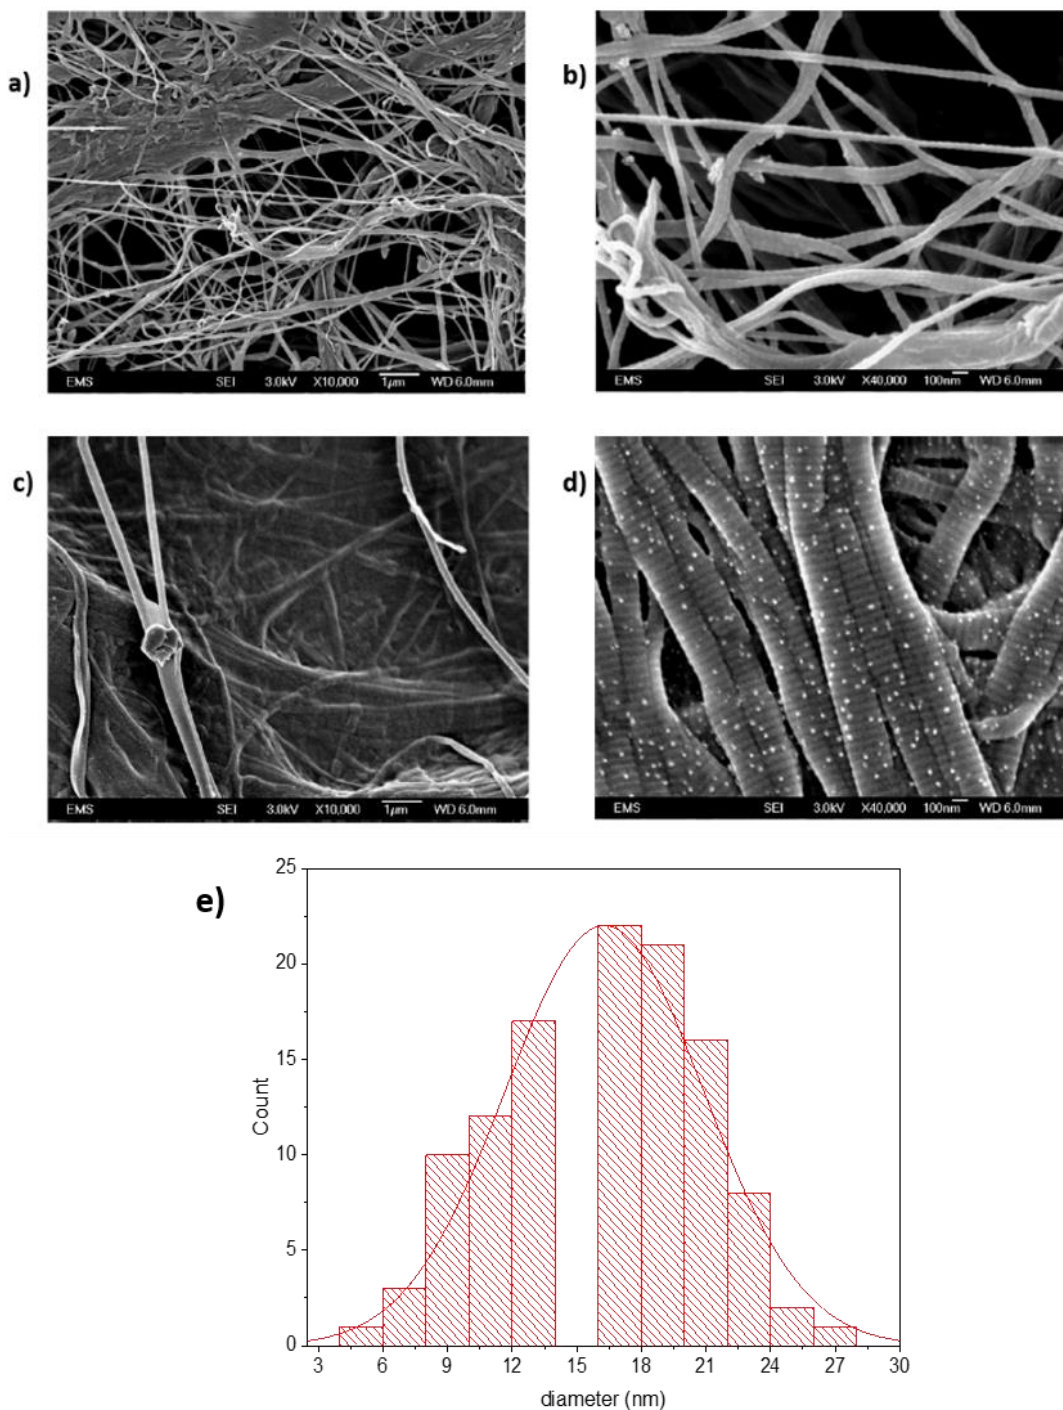 a)
EMS SEI 3.0kV X10,000 1μm WD 6.0mm
b)
EMS SEI 3.0kV X40,000 100nm WD 6.0mm
c)
EMS SEI 3.0kV X10,000 1μm WD 6.0mm
d)
EMS SEI 3.0kV X40,000 100nm WD 6.0mm
e)
25
20
15
10
5
0
Count
3 6 9 12 15 18 21 24 27 30
diameter (nm)